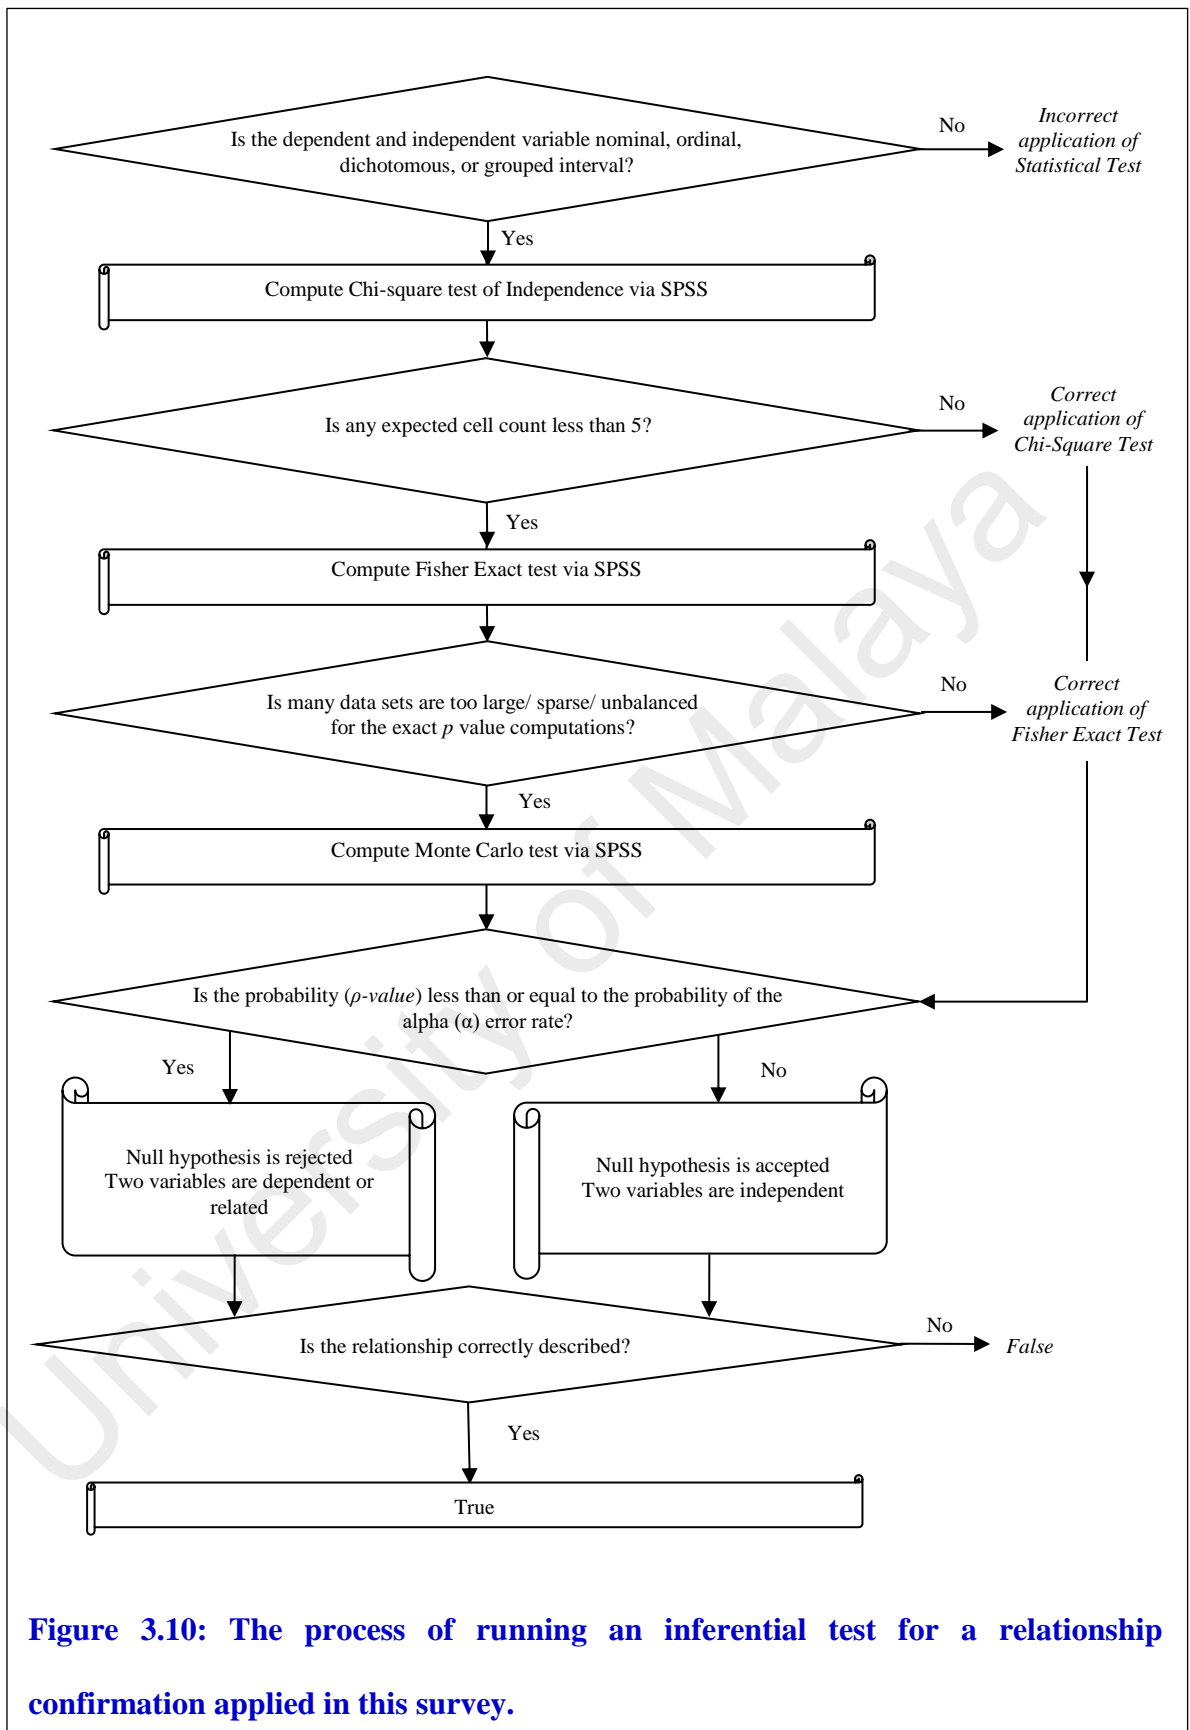 Is the dependent and independent variable nominal, ordinal,
dichotomous, or grouped interval?
No
Incorrect
application of
Statistical Test
Yes
Compute Chi-square test of Independence via SPSS
Is any expected cell count less than 5?
No
Correct
application of
Chi-Square Test
Yes
Compute Fisher Exact test via SPSS
Is many data sets are too large/ sparse/ unbalanced
for the exact p value computations?
No
Correct
application of
Fisher Exact Test
Yes
Compute Monte Carlo test via SPSS
Is the probability (ρ-value) less than or equal to the probability of the
alpha (α) error rate?
Yes
No
Null hypothesis is rejected
Two variables are dependent or
related
Null hypothesis is accepted
Two variables are independent
Is the relationship correctly described?
No
False
Yes
True
University of Malaya
Figure 3.10: The process of running an inferential test for a relationship
confirmation applied in this survey.